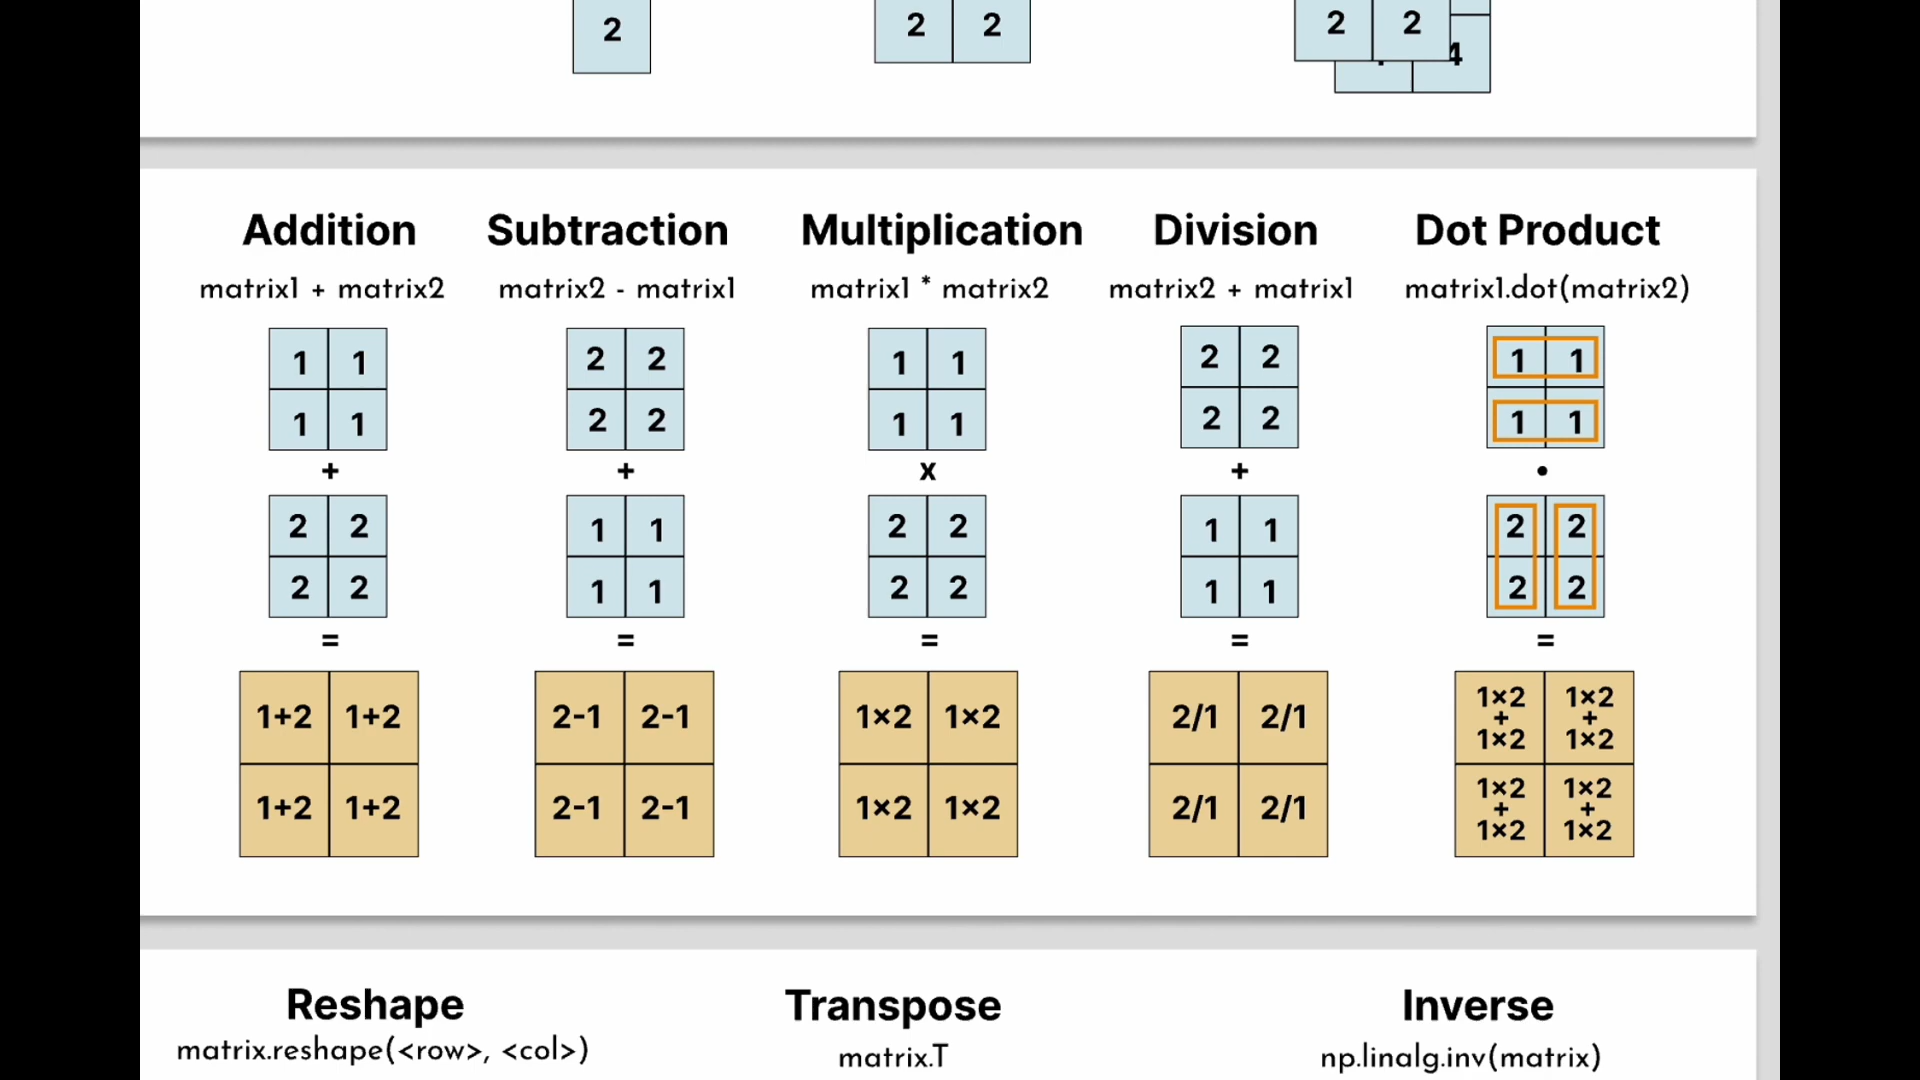 2
2 2
2 2
4
Addition Subtraction Multiplication Division Dot Product
matrix1 + matrix2 matrix2 - matrix1 matrix1 * matrix2 matrix2 + matrix1 matrix1.dot(matrix2)
1 1 2 2 1 1 2 2 1 1
1 1 2 2 1 1 2 2 1 1
+ + x + •
2 2 1 1 2 2 1 1 2 2
2 2 1 1 2 2 1 1 2 2
= = = = =
1+2 1+2 2-1 2-1 1×2 1×2 2/1 2/1 1×2 1×2
+ +
1×2 1×2
1+2 1+2 2-1 2-1 1×2 1×2 2/1 2/1 1×2 1×2
+ +
1×2 1×2
Reshape Transpose Inverse
matrix.reshape(<row>, <col>) matrix.T np.linalg.inv(matrix)